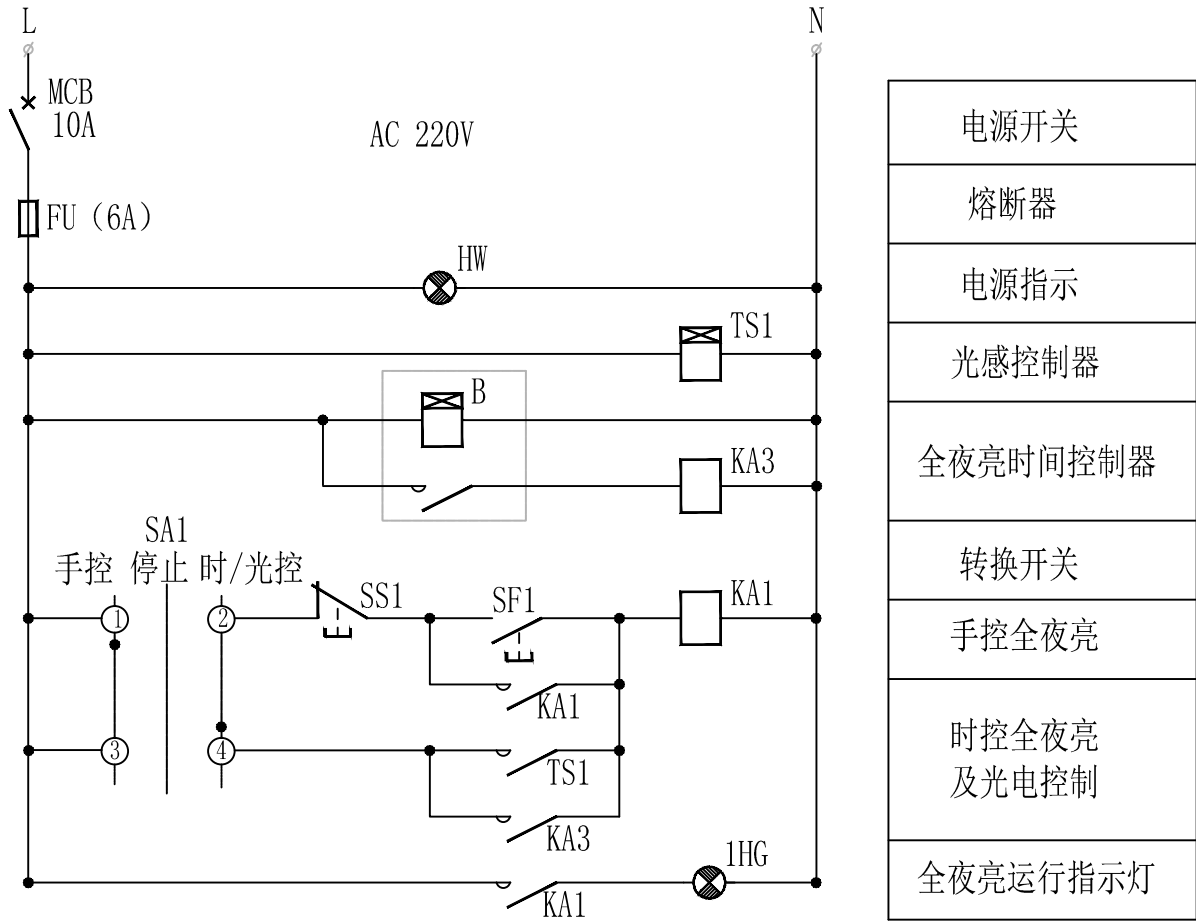 L
N
MCB
10A
AC 220V
FU（6A）
HW
TS1
B
KA3
SA1
手控 停止 时/光控
SS1
SF1
KA1
1
2
KA1
3
4
TS1
KA3
1HG
KA1
电源开关
熔断器
电源指示
光感控制器
全夜亮时间控制器
转换开关
手控全夜亮
时控全夜亮
及光电控制
全夜亮运行指示灯